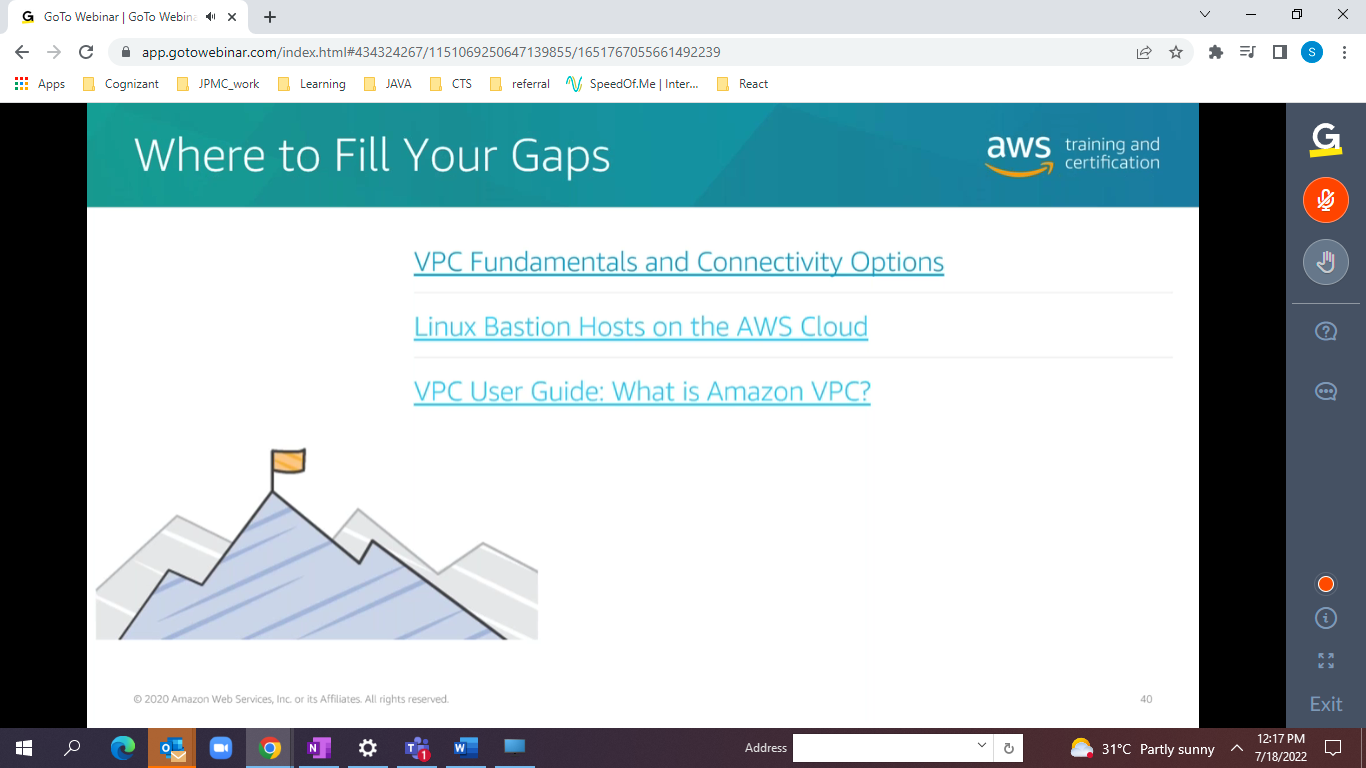 GoTo Webinar | GoTo Webina
app.gotowebinar.com/index.html#434324267/1151069250647139855/1651767055661492239
S
Apps Cognizant JPMC_work Learning JAVA CTS referral SpeedOf.Me | Inter... React
Where to Fill Your Gaps
aws training and
certification
VPC Fundamentals and Connectivity Options
Linux Bastion Hosts on the AWS Cloud
VPC User Guide: What is Amazon VPC?
© 2020 Amazon Web Services, Inc. or its Affiliates. All rights reserved.
40
Exit
Address
31°C Partly sunny
12:17 PM
7/18/2022